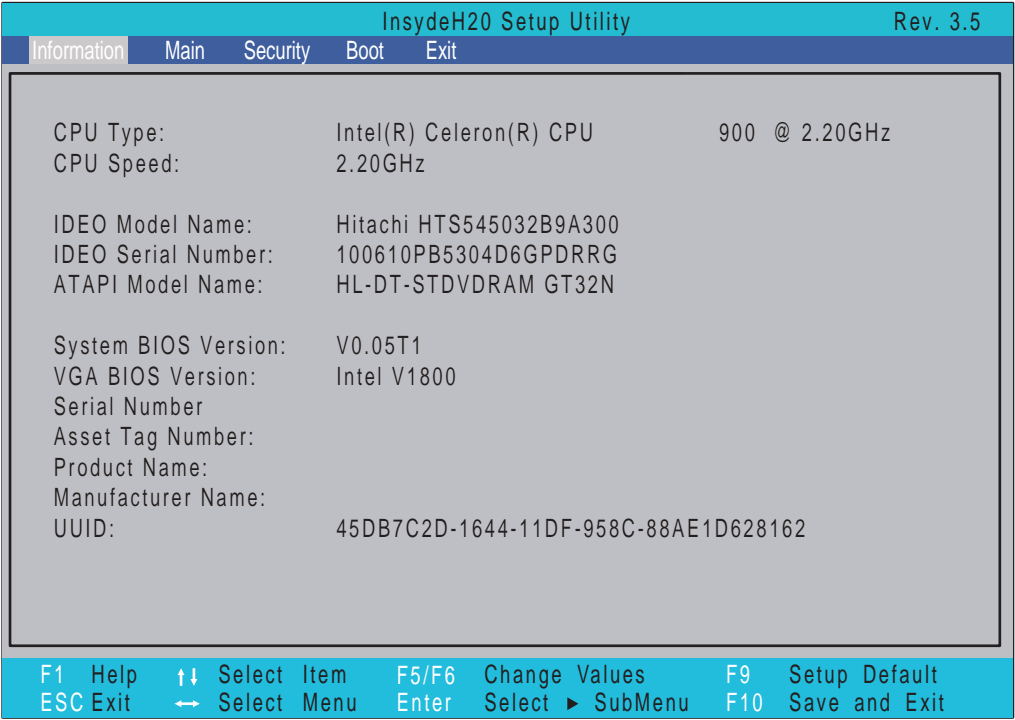 InsydeH20 Setup Utility Rev. 3.5
Information Main Security Boot Exit
CPU Type: Intel(R) Celeron(R) CPU 900 @ 2.20GHz
CPU Speed: 2.20GHz
IDEO Model Name: Hitachi HTS545032B9A300
IDEO Serial Number: 100610PB5304D6GPDRRG
ATAPI Model Name: HL-DT-STDVDRAM GT32N
System BIOS Version: V0.05T1
VGA BIOS Version: Intel V1800
Serial Number
Asset Tag Number:
Product Name:
Manufacturer Name:
UUID: 45DB7C2D-1644-11DF-958C-88AE1D628162
F1 Help ↑↓ Select Item F5/F6 Change Values F9 Setup Default
ESC Exit ↔ Select Menu Enter Select ► SubMenu F10 Save and Exit